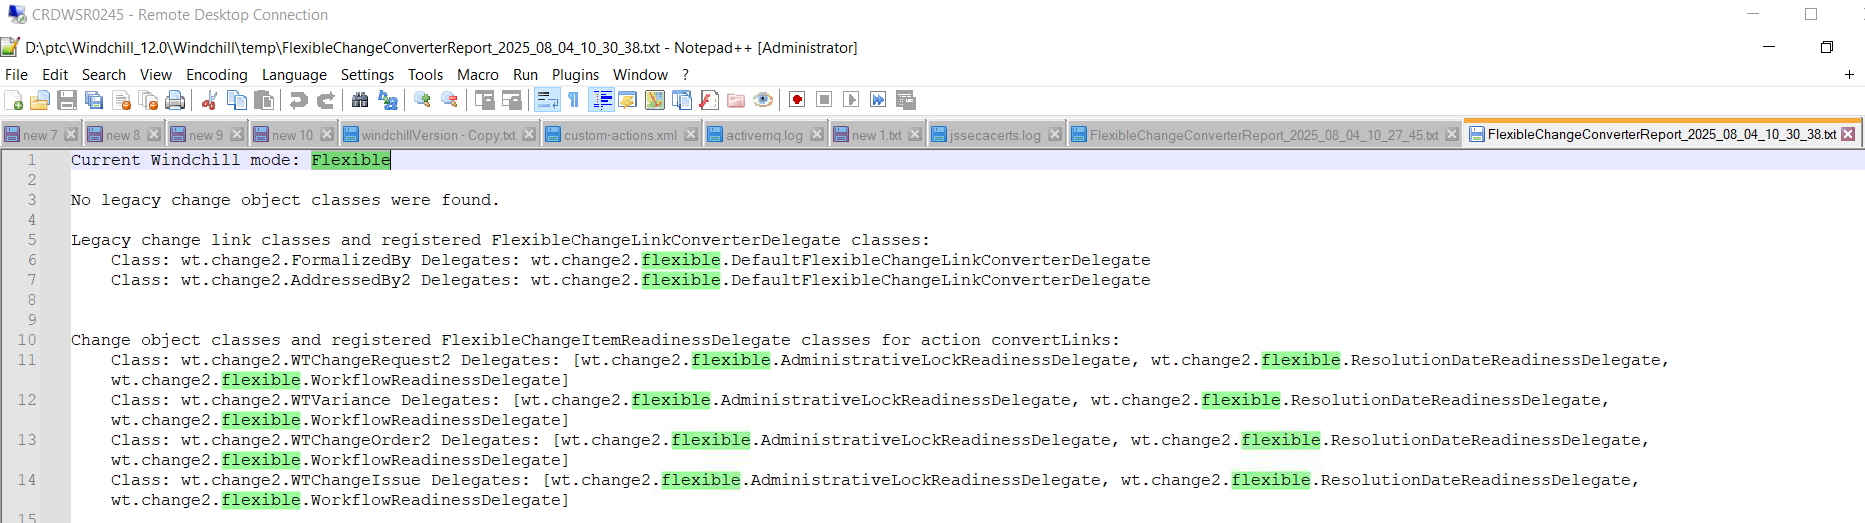 CRDWSR0245 - Remote Desktop Connection
D:\ptc\Windchill_12.0\Windchill\temp\FlexibleChangeConverterReport_2025_08_04_10_30_38.txt - Notepad++ [Administrator]
File Edit Search View Encoding Language Settings Tools Macro Run Plugins Window ?
new 7 new 8 new 9 new 10 windchillVersion - Copy.txt custom-actions.xml activemq.log new 1.txt jssecacerts.log FlexibleChangeConverterReport_2025_08_04_10_27_45.txt FlexibleChangeConverterReport_2025_08_04_10_30_38.txt
1 Current Windchill mode: Flexible
2
3 No legacy change object classes were found.
4
5 Legacy change link classes and registered FlexibleChangeLinkConverterDelegate classes:
6 Class: wt.change2.FormalizedBy Delegates: wt.change2.flexible.DefaultFlexibleChangeLinkConverterDelegate
7 Class: wt.change2.AddressedBy2 Delegates: wt.change2.flexible.DefaultFlexibleChangeLinkConverterDelegate
8
9
10 Change object classes and registered FlexibleChangeItemReadinessDelegate classes for action convertLinks:
11 Class: wt.change2.WTChangeRequest2 Delegates: [wt.change2.flexible.AdministrativeLockReadinessDelegate, wt.change2.flexible.ResolutionDateReadinessDelegate,
wt.change2.flexible.WorkflowReadinessDelegate]
12 Class: wt.change2.WTVariance Delegates: [wt.change2.flexible.AdministrativeLockReadinessDelegate, wt.change2.flexible.ResolutionDateReadinessDelegate,
wt.change2.flexible.WorkflowReadinessDelegate]
13 Class: wt.change2.WTChangeOrder2 Delegates: [wt.change2.flexible.AdministrativeLockReadinessDelegate, wt.change2.flexible.ResolutionDateReadinessDelegate,
wt.change2.flexible.WorkflowReadinessDelegate]
14 Class: wt.change2.WTChangeIssue Delegates: [wt.change2.flexible.AdministrativeLockReadinessDelegate, wt.change2.flexible.ResolutionDateReadinessDelegate,
wt.change2.flexible.WorkflowReadinessDelegate]
15